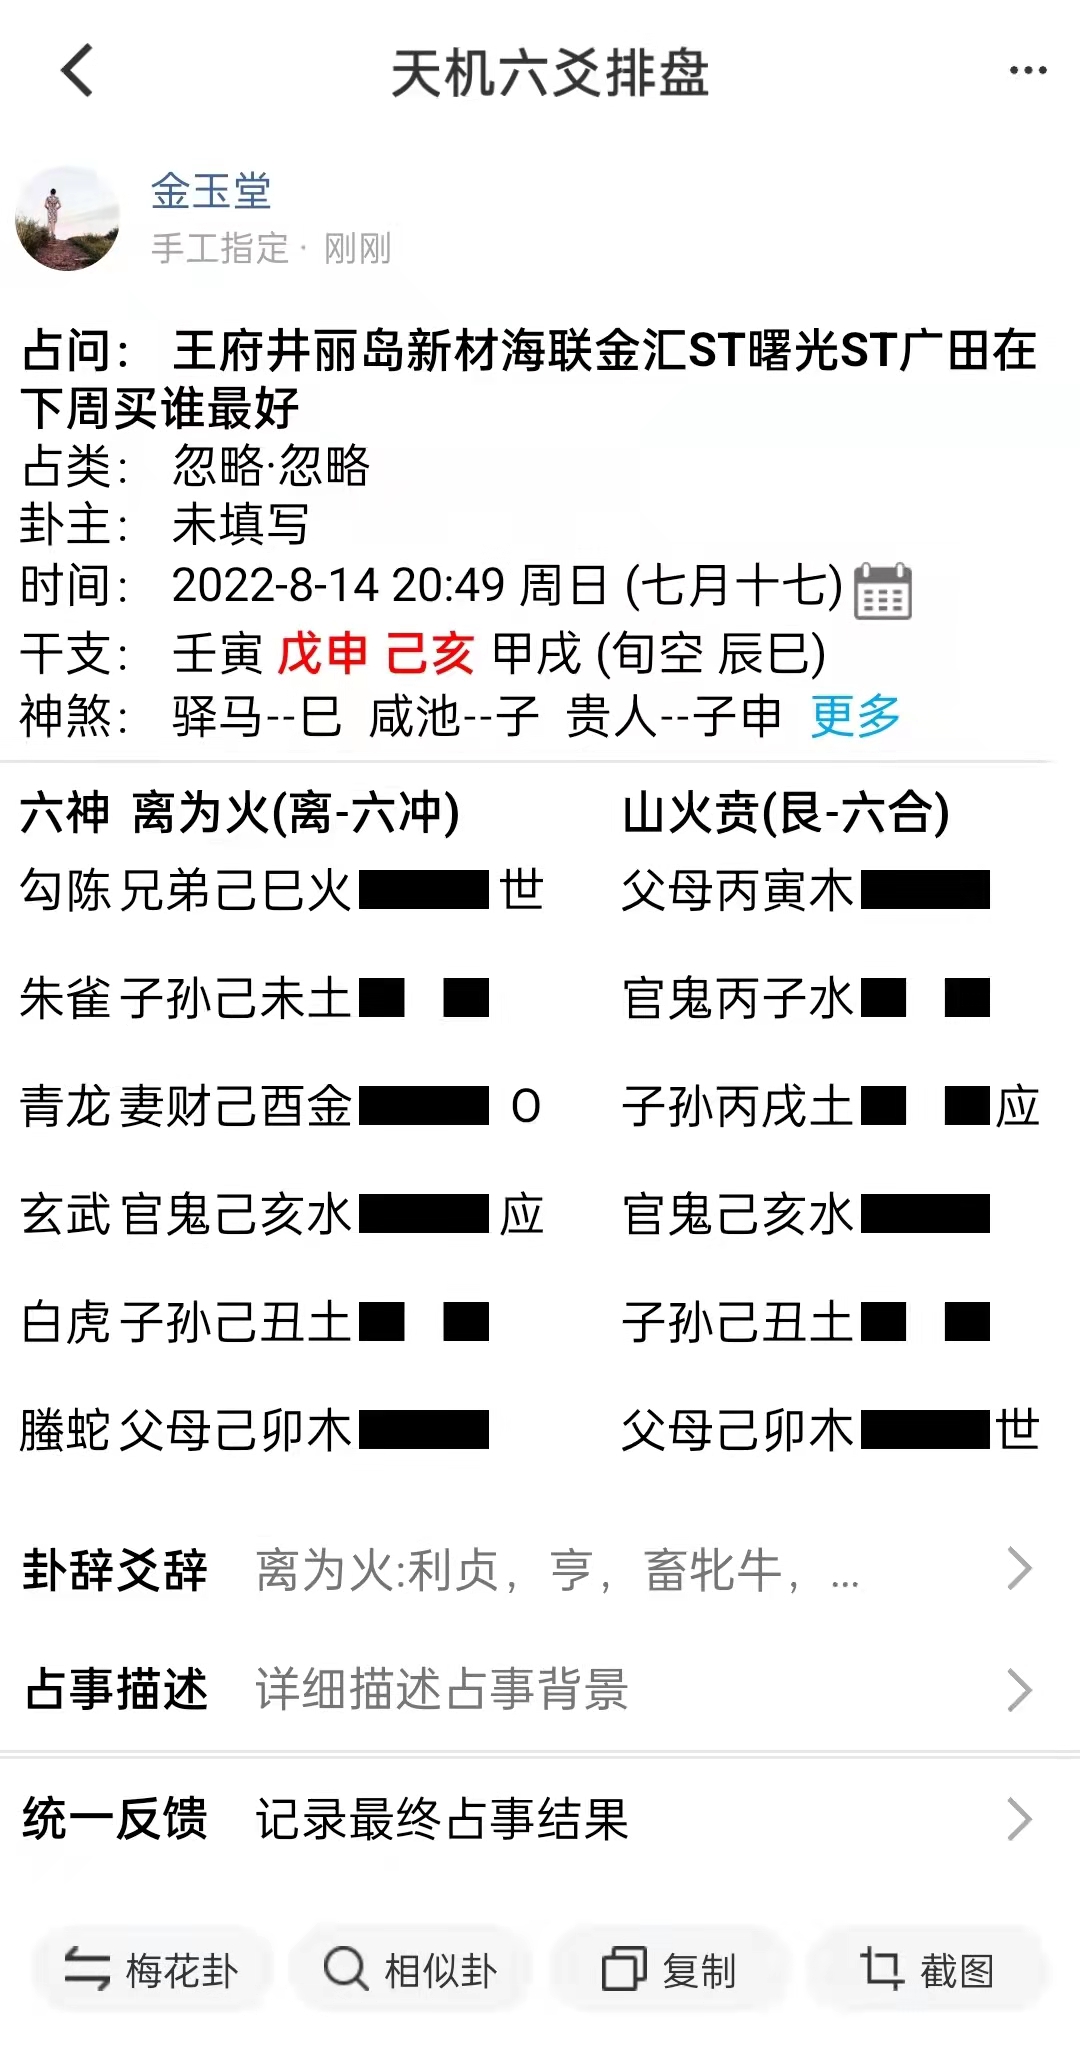 天机六爻排盘
金玉堂
手工指定 · 刚刚
占问： 王府井丽岛新材海联金汇ST曙光ST广田在
下周买谁最好
占类： 忽略·忽略
卦主： 未填写
时间： 2022-8-14 20:49 周日 (七月十七)
干支： 壬寅 戊申 己亥 甲戌 (旬空 辰巳)
神煞： 驿马--巳 咸池--子 贵人--子申 更多
六神 离为火(离-六冲) 山火贲(艮-六合)
勾陈 兄弟己巳火 世 父母丙寅木
朱雀 子孙己未土 官鬼丙子水
青龙 妻财己酉金 O 子孙丙戌土 应
玄武 官鬼己亥水 应 官鬼己亥水
白虎 子孙己丑土 子孙己丑土
螣蛇 父母己卯木 父母己卯木 世
卦辞爻辞 离为火:利贞，亨，畜牝牛，...
占事描述 详细描述占事背景
统一反馈 记录最终占事结果
梅花卦 相似卦 复制 截图